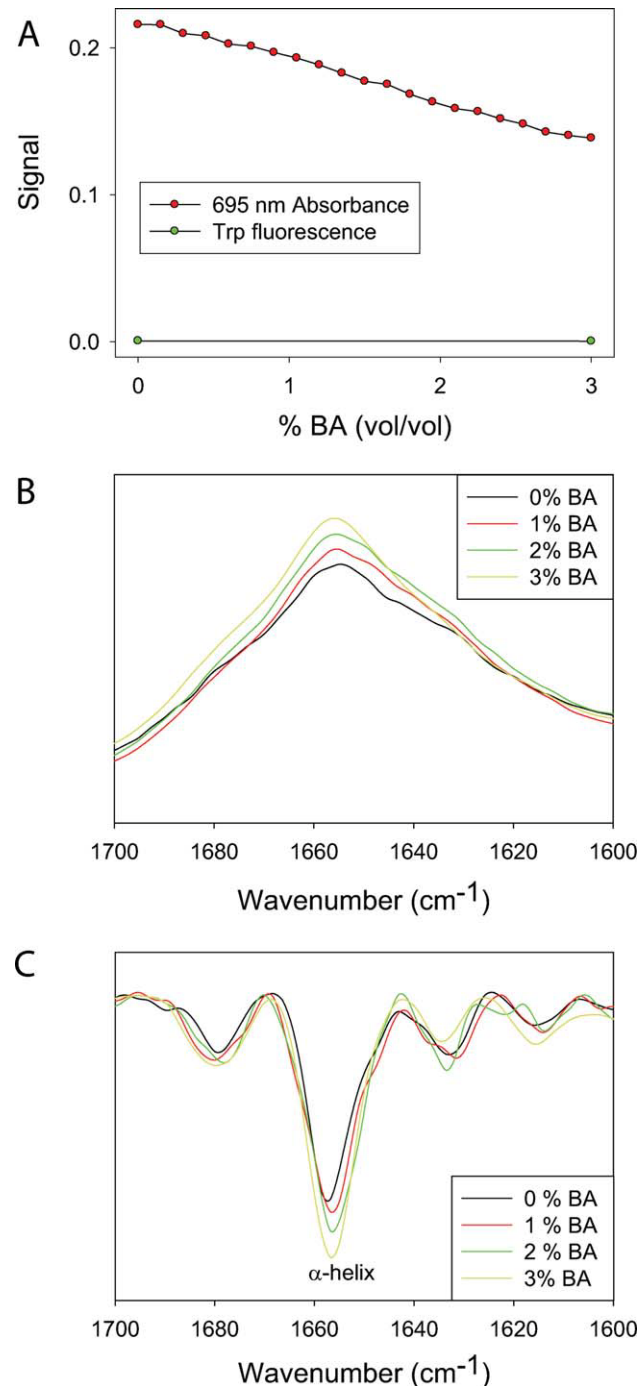 A
Signal
0.2
0.1
0.0
695 nm Absorbance
Trp fluorescence
0 1 2 3
% BA (vol/vol)
B
0% BA
1% BA
2% BA
3% BA
1700 1680 1660 1640 1620 1600
Wavenumber (cm⁻¹)
C
α-helix
0 % BA
1 % BA
2 % BA
3% BA
1700 1680 1660 1640 1620 1600
Wavenumber (cm⁻¹)